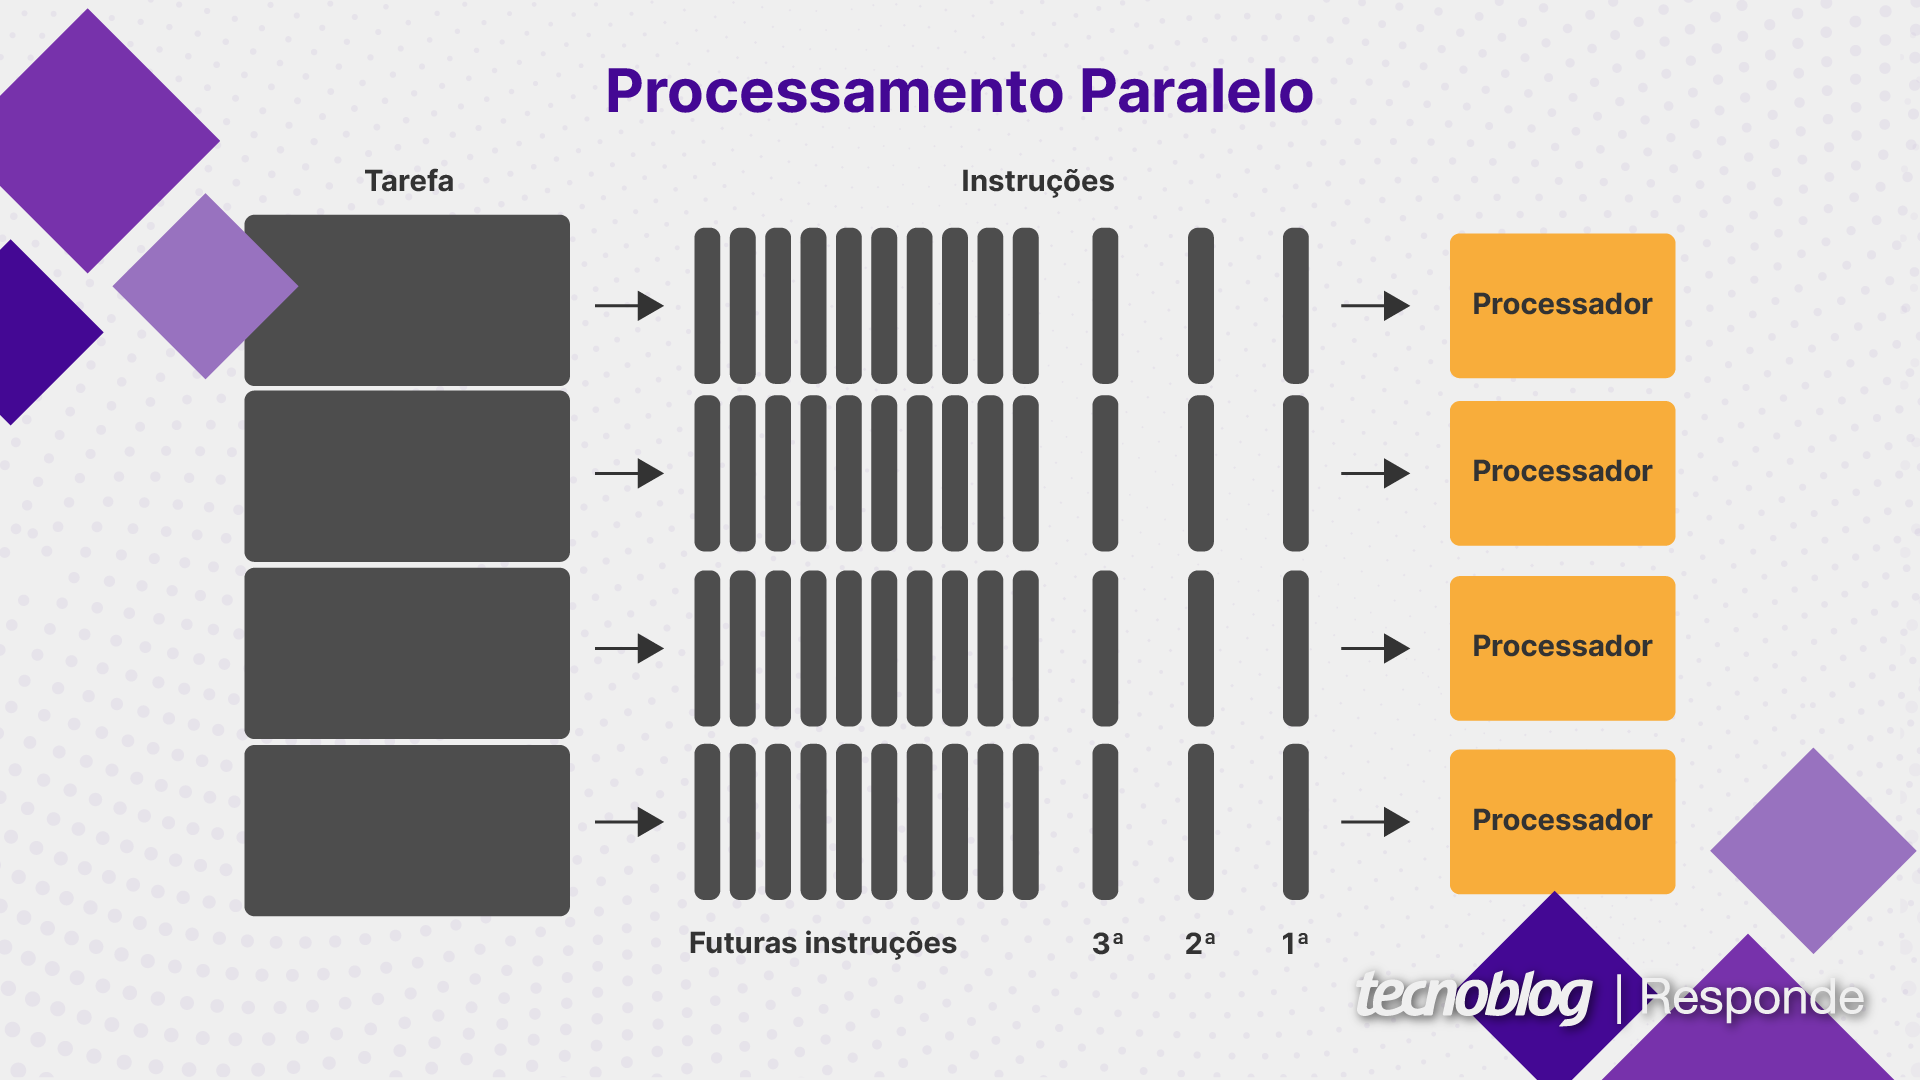 Processamento Paralelo
Tarefa
Instruções
Processador
Processador
Processador
Processador
Futuras instruções
3ª
2ª
1ª
tecnoblog | Responde